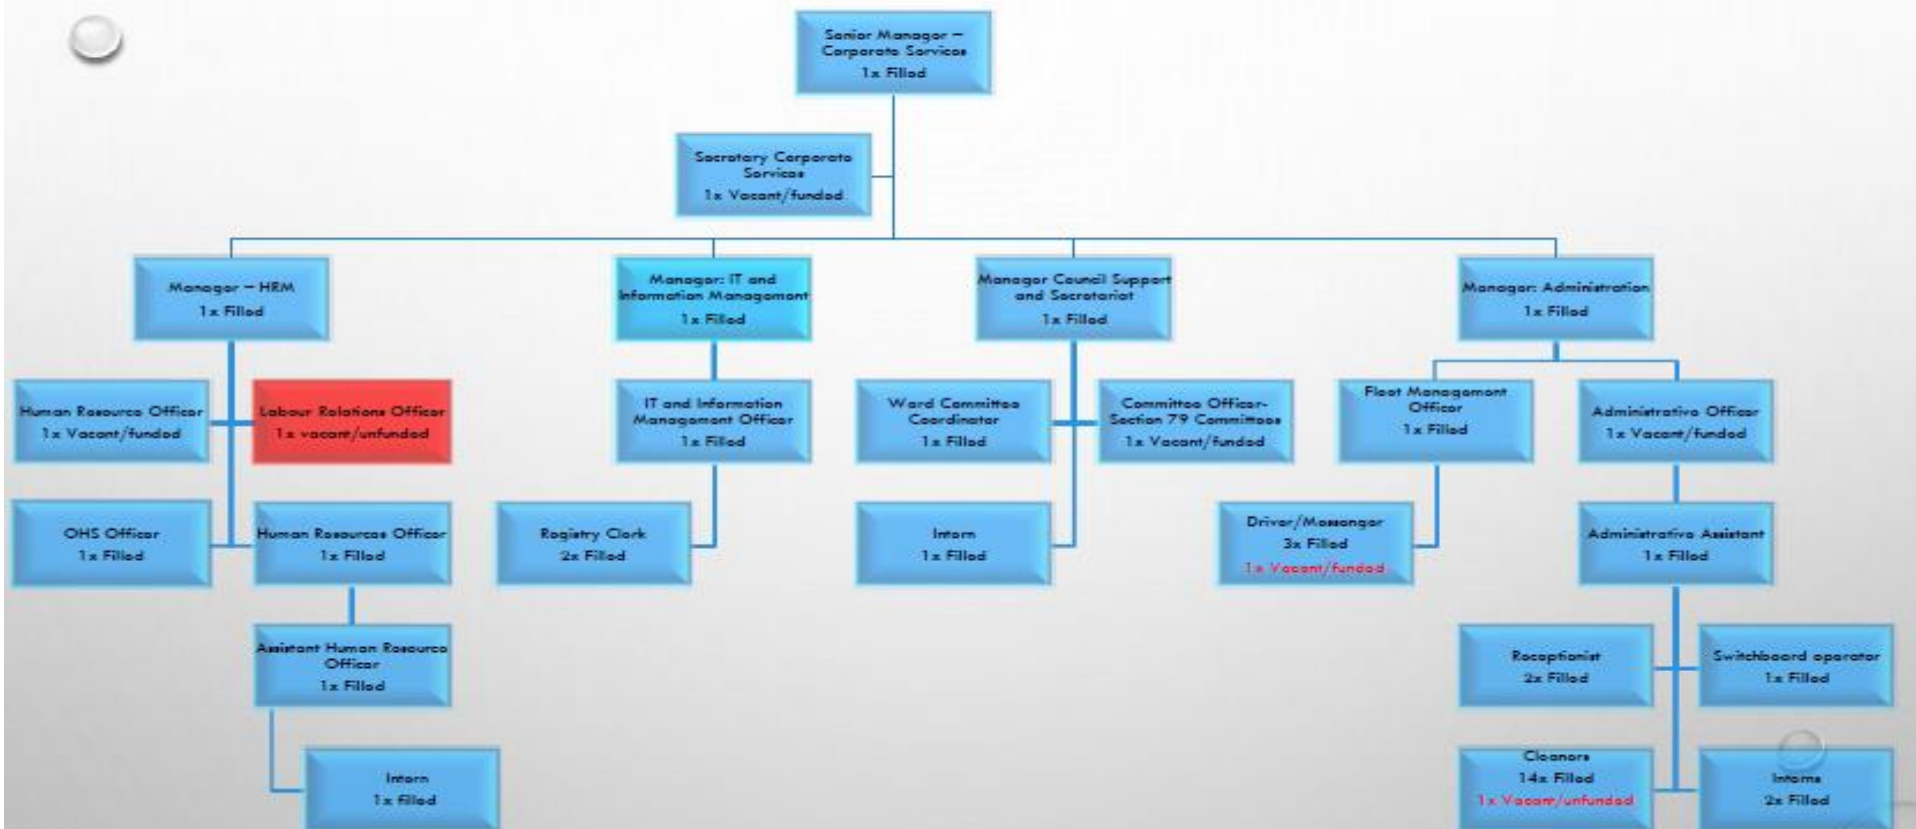 Senior Manager –
Corporate Services
1x Filled
Secretary Corporate
Services
1x Vacant/funded
Manager – HRM
1x Filled
Manager: IT and
Information Management
1x Filled
Manager Council Support
and Secretariat
1x Filled
Manager: Administration
1x Filled
Human Resource Officer
1x Vacant/funded
Labour Relations Officer
1x vacant/unfunded
IT and Information
Management Officer
1x Filled
Ward Committee
Coordinator
1x Filled
Committee Officer-
Section 79 Committees
1x Vacant/funded
Fleet Management
Officer
1x Filled
Administrative Officer
1x Vacant/funded
OHS Officer
1x Filled
Human Resources Officer
1x Filled
Registry Clerk
2x Filled
Intern
1x Filled
Driver/Messenger
3x Filled
1x Vacant/funded
Administrative Assistant
1x Filled
Assistant Human Resource
Officer
1x Filled
Receptionist
2x Filled
Switchboard operator
1x Filled
Intern
1x filled
Cleaners
14x Filled
1x Vacant/unfunded
Interns
2x Filled